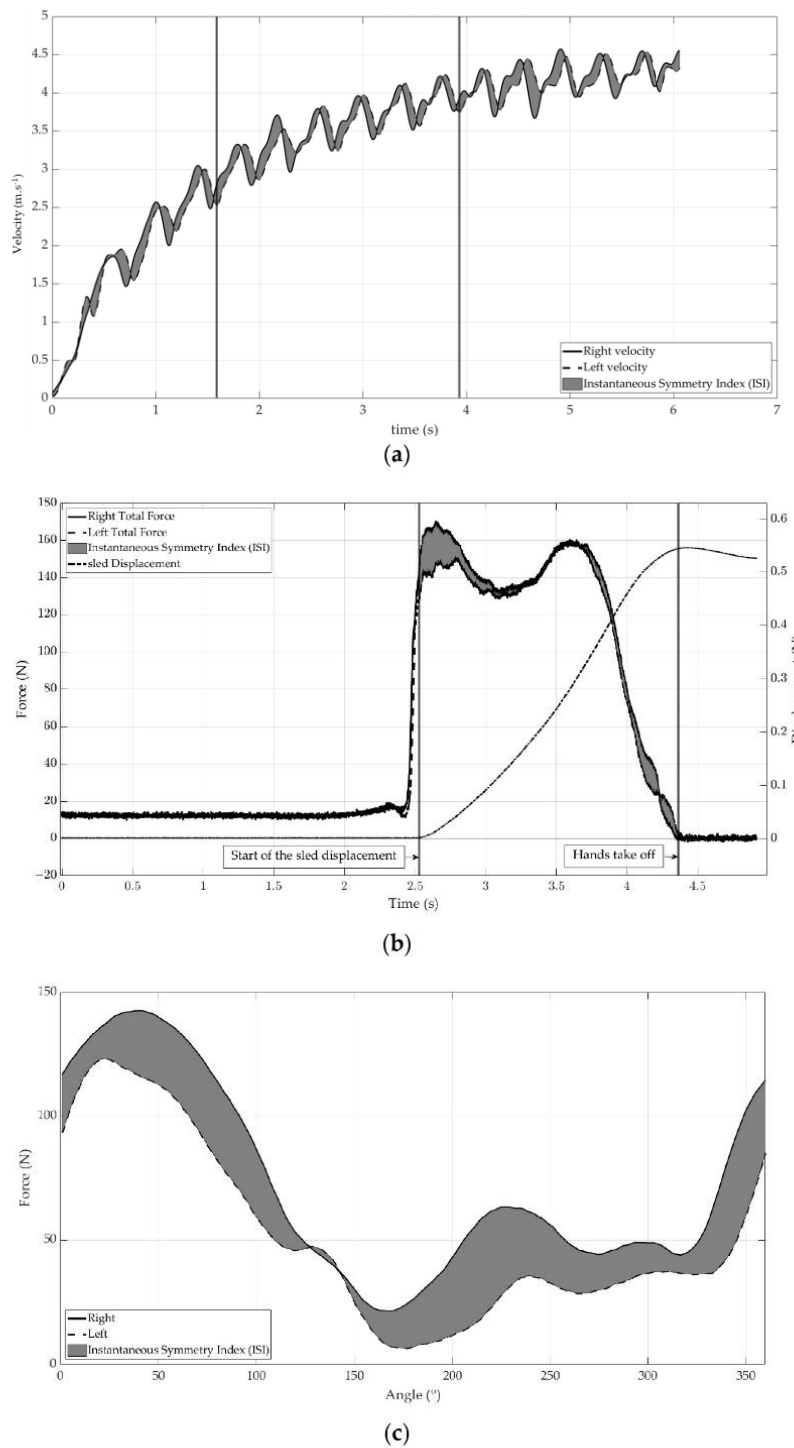 5
4.5
4
3.5
3
2.5
2
1.5
1
0.5
0
Velocity (m.s⁻¹)
Right velocity
Left velocity
Instantaneous Symmetry Index (ISI)
0 1 2 3 4 5 6 7
time (s)
(a)
180
160
140
120
100
80
60
40
20
0
−20
Force (N)
Right Total Force
Left Total Force
Instantaneous Symmetry Index (ISI)
sled Displacement
0.6
0.5
0.4
0.3
0.2
0.1
0
Start of the sled displacement
Hands take off
0 0.5 1 1.5 2 2.5 3 3.5 4 4.5
Time (s)
(b)
150
100
50
0
Force (N)
Right
Left
Instantaneous Symmetry Index (ISI)
0 50 100 150 200 250 300 350
Angle (°)
(c)